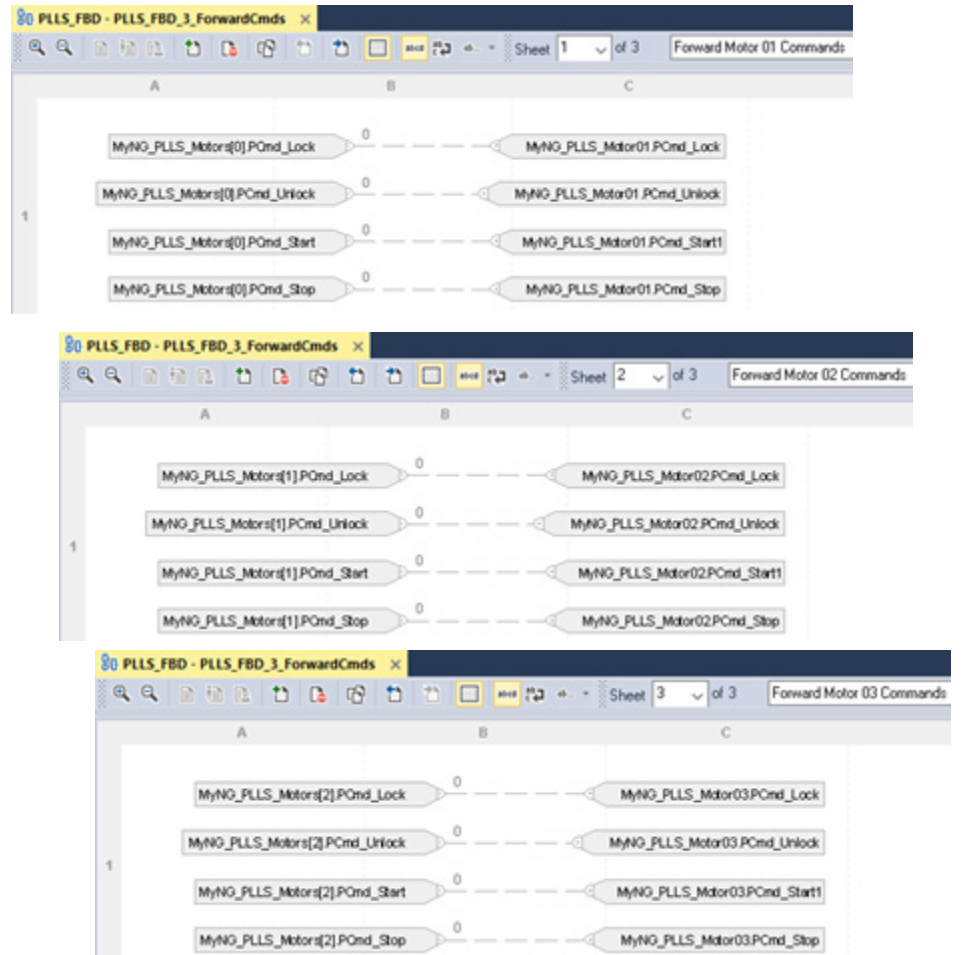 PLLS_FBD - PLLS_FBD_3_ForwardCmds ×
Sheet 1 of 3 Forward Motor 01 Commands
A B C
0
MyNG_PLLS_Motors[0].PCmd_Lock MyNG_PLLS_Motor01.PCmd_Lock
0
MyNG_PLLS_Motors[0].PCmd_Unlock MyNG_PLLS_Motor01.PCmd_Unlock
1
0
MyNG_PLLS_Motors[0].PCmd_Start MyNG_PLLS_Motor01.PCmd_Start1
0
MyNG_PLLS_Motors[0].PCmd_Stop MyNG_PLLS_Motor01.PCmd_Stop
PLLS_FBD - PLLS_FBD_3_ForwardCmds ×
Sheet 2 of 3 Forward Motor 02 Commands
A B C
0
MyNG_PLLS_Motors[1].PCmd_Lock MyNG_PLLS_Motor02.PCmd_Lock
0
MyNG_PLLS_Motors[1].PCmd_Unlock MyNG_PLLS_Motor02.PCmd_Unlock
1
0
MyNG_PLLS_Motors[1].PCmd_Start MyNG_PLLS_Motor02.PCmd_Start1
0
MyNG_PLLS_Motors[1].PCmd_Stop MyNG_PLLS_Motor02.PCmd_Stop
PLLS_FBD - PLLS_FBD_3_ForwardCmds ×
Sheet 3 of 3 Forward Motor 03 Commands
A B C
0
MyNG_PLLS_Motors[2].PCmd_Lock MyNG_PLLS_Motor03.PCmd_Lock
0
MyNG_PLLS_Motors[2].PCmd_Unlock MyNG_PLLS_Motor03.PCmd_Unlock
1
0
MyNG_PLLS_Motors[2].PCmd_Start MyNG_PLLS_Motor03.PCmd_Start1
0
MyNG_PLLS_Motors[2].PCmd_Stop MyNG_PLLS_Motor03.PCmd_Stop